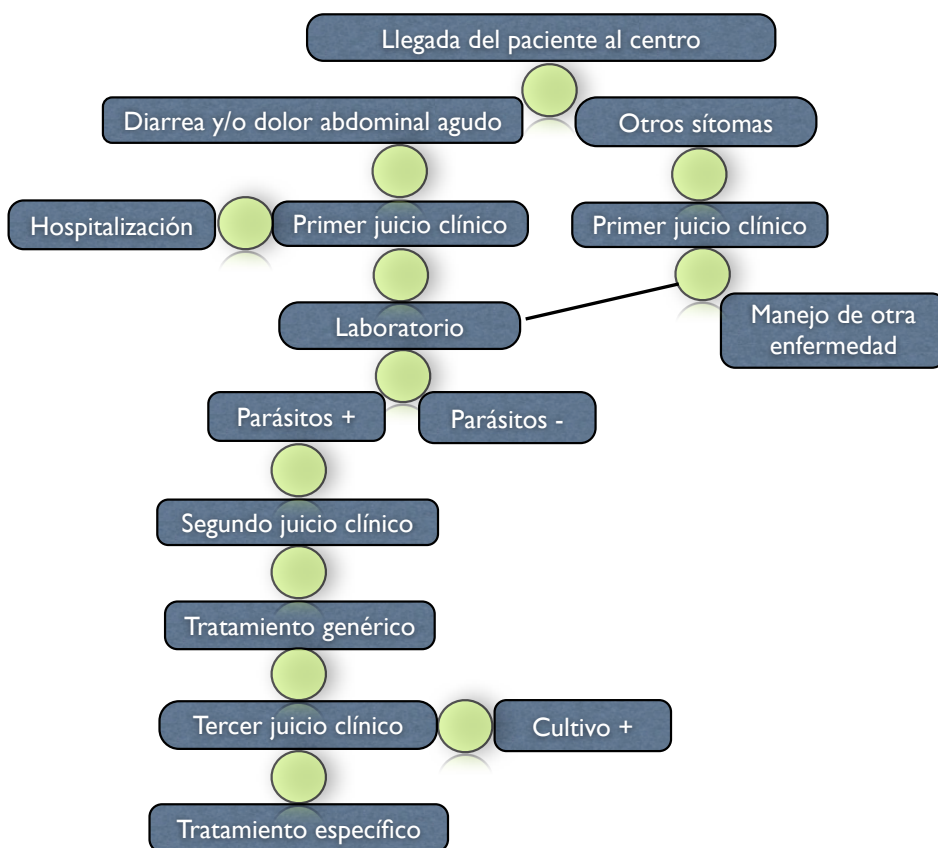 Llegada del paciente al centro
Diarrea y/o dolor abdominal agudo
Otros sítomas
Hospitalización
Primer juicio clínico
Primer juicio clínico
Laboratorio
Manejo de otra
enfermedad
Parásitos +
Parásitos -
Segundo juicio clínico
Tratamiento genérico
Tercer juicio clínico
Cultivo +
Tratamiento específico